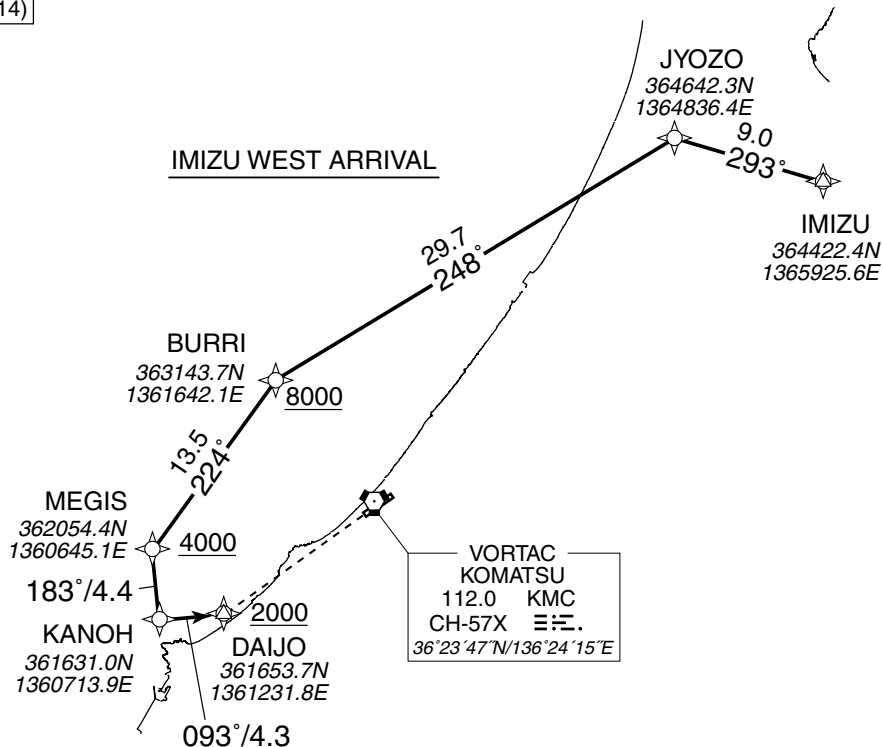 14)
JYOZO
364642.3N
1364836.4E
9.0
293°
IMIZU WEST ARRIVAL
IMIZU
364422.4N
1365925.6E
29.7
248°
BURRI
363143.7N
1361642.1E
8000
13.5
224°
MEGIS
362054.4N
1360645.1E
4000
183°/4.4
KANOH
361631.0N
1360713.9E
2000
DAIJO
361653.7N
1361231.8E
093°/4.3
VORTAC
KOMATSU
112.0 KMC
CH-57X
36°23′47″N/136°24′15″E